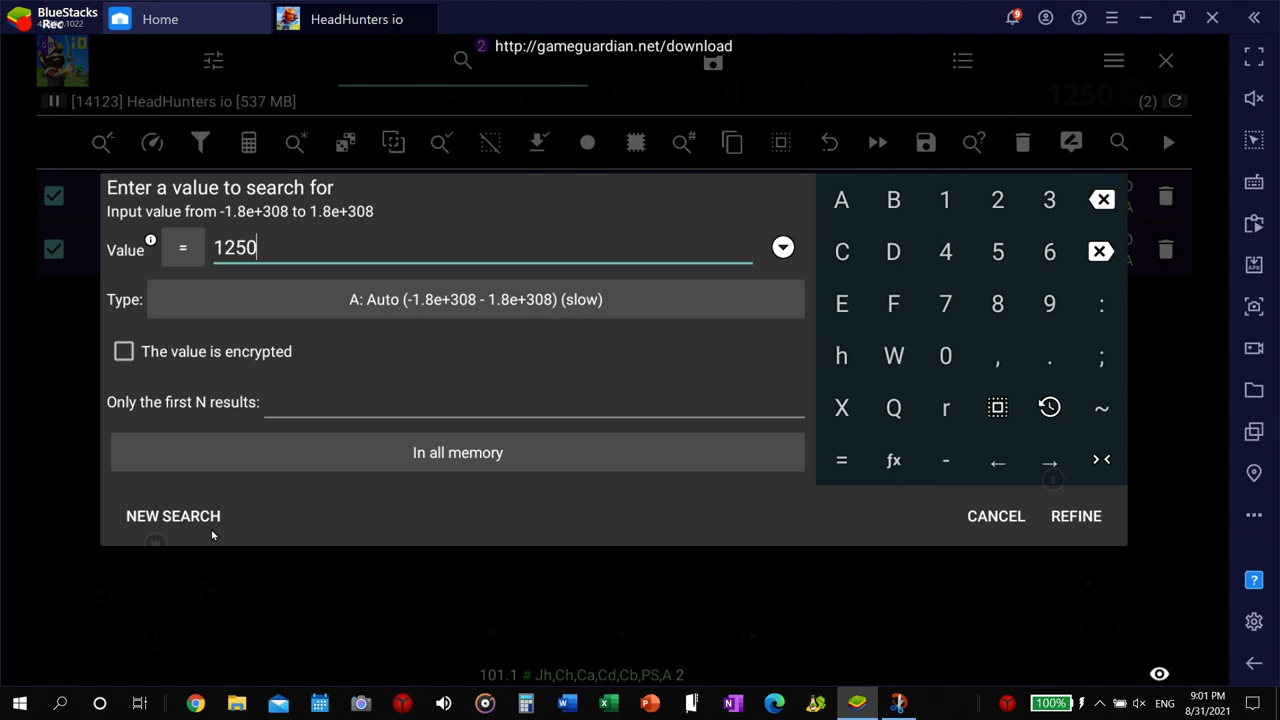 BlueStacks
Rec
Home
HeadHunters io
9
2 http://gameguardian.net/download
[14123] HeadHunters io [537 MB]
1250
(2)
Enter a value to search for
Input value from -1.8e+308 to 1.8e+308
Value
=
1250
Type:
A: Auto (-1.8e+308 - 1.8e+308) (slow)
The value is encrypted
Only the first N results:
In all memory
NEW SEARCH
CANCEL
REFINE
A B 1 2 3
C D 4 5 6
E F 7 8 9 :
h W 0 , . ;
X Q r ~
= ƒx - ← → ><
101.1 # Jh,Ch,Ca,Cd,Cb,PS,A 2
100%
ENG
9:01 PM
8/31/2021